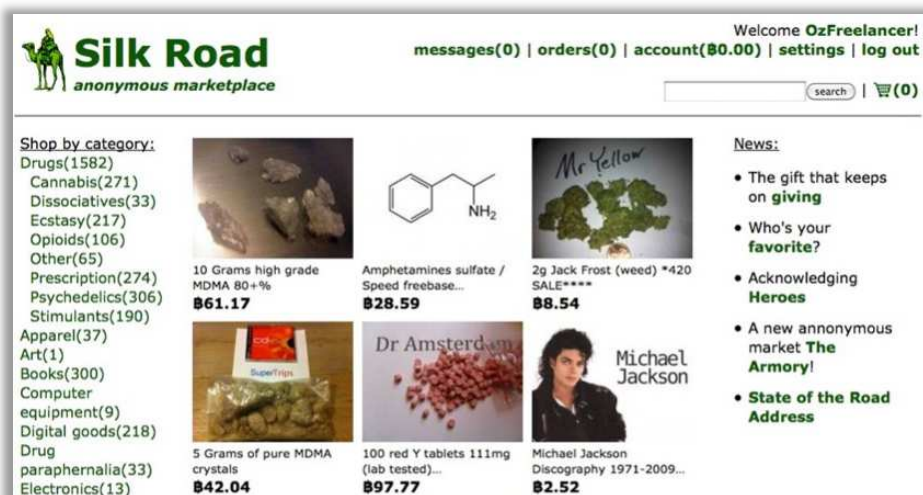 Welcome OzFreelancer!
Silk Road
messages(0) | orders(0) | account(฿0.00) | settings | log out
anonymous marketplace
search | (0)
Shop by category:
Drugs(1582)
Cannabis(271)
Dissociatives(33)
Ecstasy(217)
Opioids(106)
Other(65)
Prescription(274)
Psychedelics(306)
Stimulants(190)
Apparel(37)
Art(1)
Books(300)
Computer
equipment(9)
Digital goods(218)
Drug
paraphernalia(33)
Electronics(13)
10 Grams high grade
MDMA 80+%
฿61.17
NH2
Amphetamines sulfate /
Speed freebase...
฿28.59
Mr Yellow
2g Jack Frost (weed) *420
SALE****
฿8.54
SuperTrips
5 Grams of pure MDMA
crystals
฿42.04
Dr Amsterdam
100 red Y tablets 111mg
(lab tested)...
฿97.77
Michael
Jackson
Michael Jackson
Discography 1971-2009...
฿2.52
News:
• The gift that keeps
on giving
• Who's your
favorite?
• Acknowledging
Heroes
• A new annonymous
market The
Armory!
• State of the Road
Address